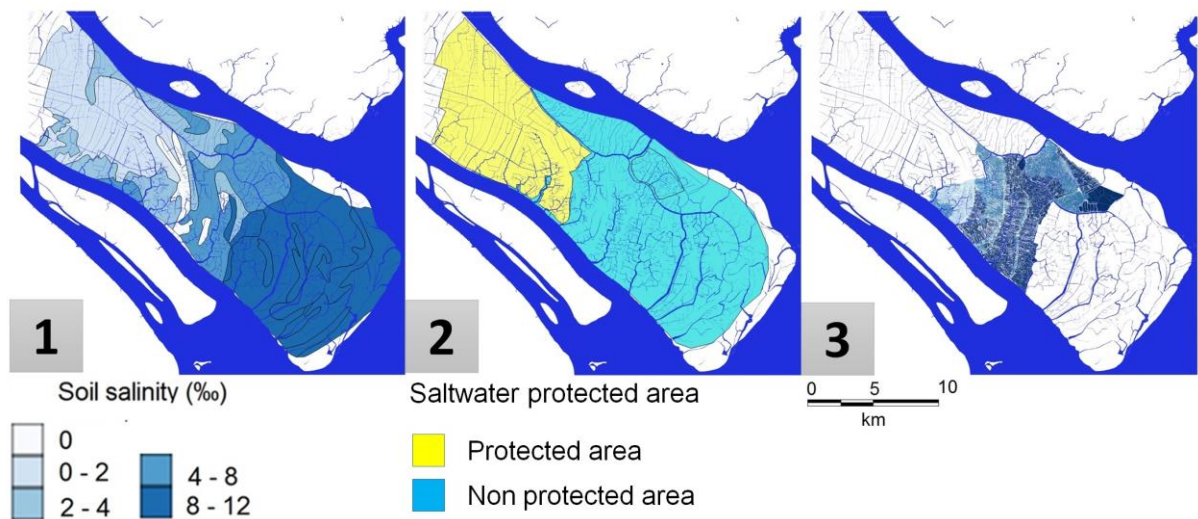 1
2
3
Soil salinity (‰)
0
0 - 2
2 - 4
4 - 8
8 - 12
Saltwater protected area
Protected area
Non protected area
0 5 10
km